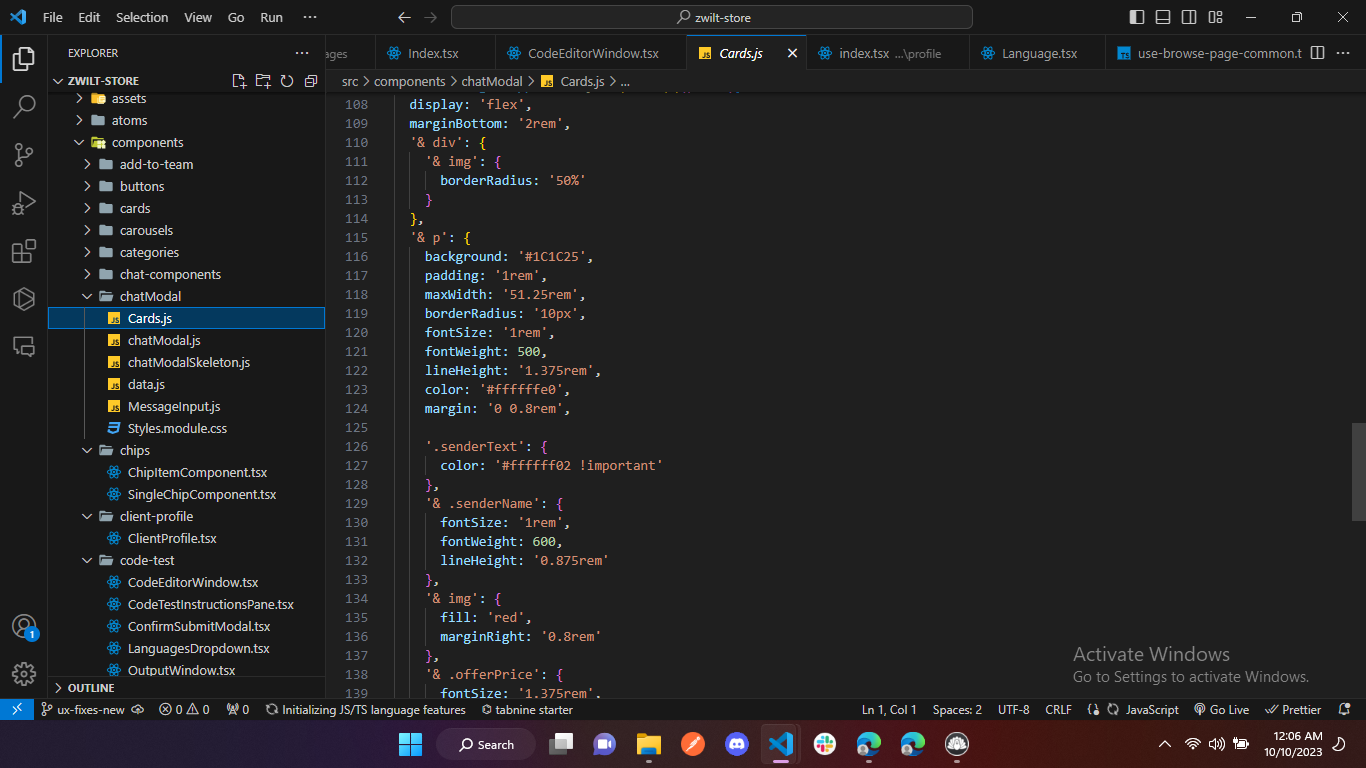 File Edit Selection View Go Run ··· zwilt-store
EXPLORER ···
ages Index.tsx CodeEditorWindow.tsx Cards.js index.tsx ...\profile Language.tsx use-browse-page-common.t ···
ZWILT-STORE
src > components > chatModal > Cards.js > ...
assets
atoms
components
add-to-team
buttons
cards
carousels
categories
chat-components
chatModal
Cards.js
chatModal.js
chatModalSkeleton.js
data.js
MessageInput.js
Styles.module.css
chips
ChipItemComponent.tsx
SingleChipComponent.tsx
client-profile
ClientProfile.tsx
code-test
CodeEditorWindow.tsx
CodeTestInstructionsPane.tsx
ConfirmSubmitModal.tsx
LanguagesDropdown.tsx
OutputWindow.tsx
OUTLINE
108 display: 'flex',
109 marginBottom: '2rem',
110 '& div': {
111 '& img': {
112 borderRadius: '50%'
113 }
114 },
115 '& p': {
116 background: '#1C1C25',
117 padding: '1rem',
118 maxWidth: '51.25rem',
119 borderRadius: '10px',
120 fontSize: '1rem',
121 fontWeight: 500,
122 lineHeight: '1.375rem',
123 color: '#ffffffe0',
124 margin: '0 0.8rem',
125
126 '.senderText': {
127 color: '#ffffff02 !important'
128 },
129 '& .senderName': {
130 fontSize: '1rem',
131 fontWeight: 600,
132 lineHeight: '0.875rem'
133 },
134 '& img': {
135 fill: 'red',
136 marginRight: '0.8rem'
137 },
138 '& .offerPrice': {
139 fontSize: '1.375rem',
Activate Windows
Go to Settings to activate Windows.
1
ux-fixes-new 0 0 0 Initializing JS/TS language features tabnine starter Ln 1, Col 1 Spaces: 2 UTF-8 CRLF {} JavaScript Go Live Prettier
Search
12:06 AM
10/10/2023